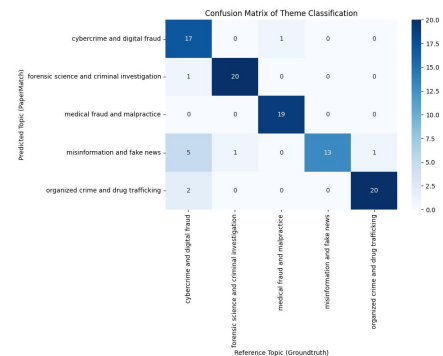 Confusion Matrix of Theme Classification
Predicted Topic (PaperMatch)
cybercrime and digital fraud 17 0 1 0 0
forensic science and criminal investigation 1 20 0 0 0
medical fraud and malpractice 0 0 19 0 0
misinformation and fake news 5 1 0 13 1
organized crime and drug trafficking 2 0 0 0 20
cybercrime and digital fraud
forensic science and criminal investigation
medical fraud and malpractice
misinformation and fake news
organized crime and drug trafficking
Reference Topic (Groundtruth)
20.0
17.5
15.0
12.5
10.0
7.5
5.0
2.5
0.0